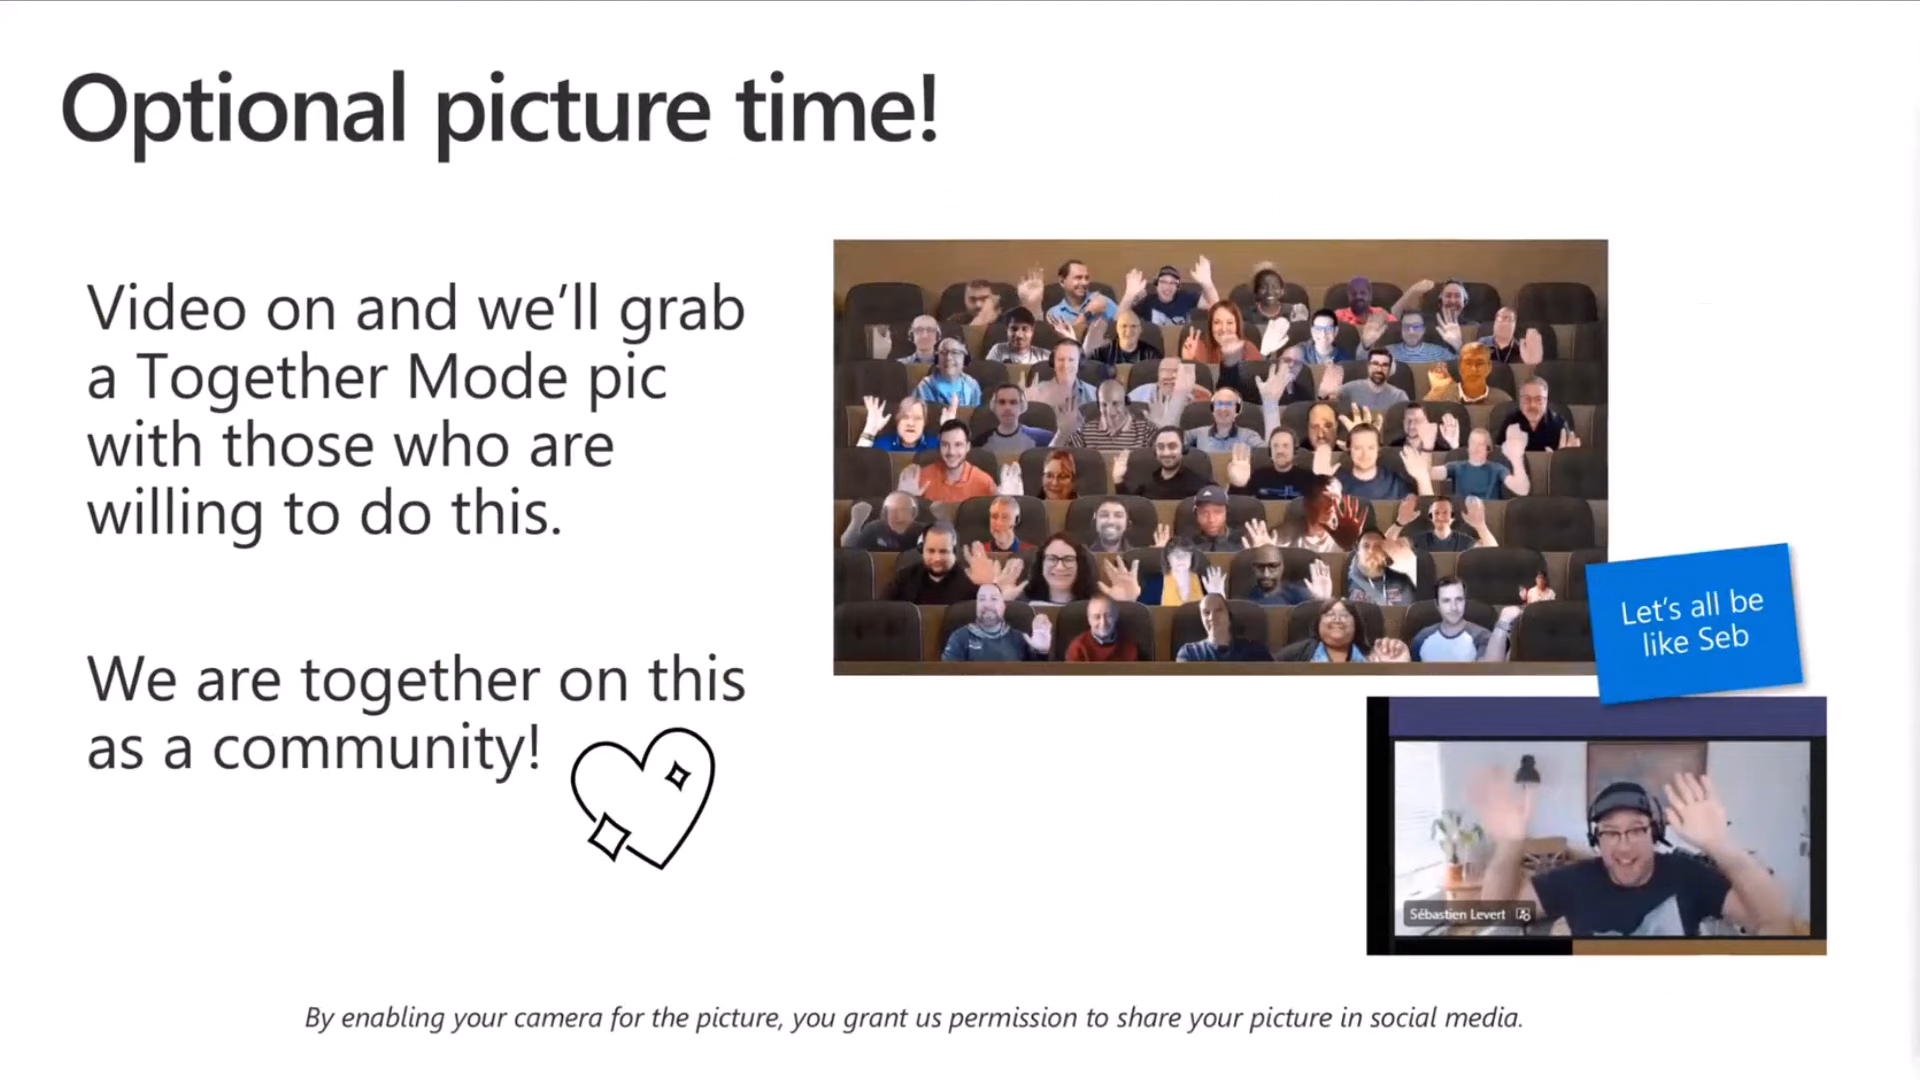 Optional picture time!
Video on and we’ll grab
a Together Mode pic
with those who are
willing to do this.
We are together on this
as a community!
Let’s all be
like Seb
Sébastien Levert
By enabling your camera for the picture, you grant us permission to share your picture in social media.